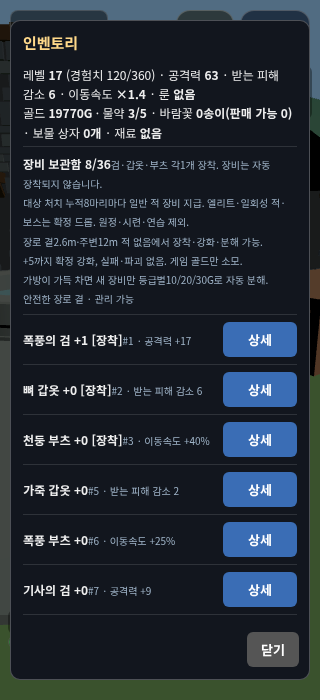 인벤토리
레벨 17 (경험치 120/360) · 공격력 63 · 받는 피해
감소 6 · 이동속도 ×1.4 · 룬 없음
골드 19770G · 물약 3/5 · 바람꽃 0송이(판매 가능 0)
· 보물 상자 0개 · 재료 없음
장비 보관함 8/36검·갑옷·부츠 각1개 장착. 장비는 자동
장착되지 않습니다.
대상 처치 누적8마리마다 일반 적 장비 지급. 엘리트·일회성 적·
보스는 확정 드롭. 원정·시련·연습 제외.
장로 곁2.6m·주변12m 적 없음에서 장착·강화·분해 가능.
+5까지 확정 강화, 실패·파괴 없음. 게임 골드만 소모.
가방이 가득 차면 새 장비만 등급별10/20/30G로 자동 분해.
안전한 장로 곁 · 관리 가능
폭풍의 검 +1 [장착]#1 · 공격력 +17 상세
뼈 갑옷 +0 [장착]#2 · 받는 피해 감소 6 상세
천둥 부츠 +0 [장착]#3 · 이동속도 +40% 상세
가죽 갑옷 +0#5 · 받는 피해 감소 2 상세
폭풍 부츠 +0#6 · 이동속도 +25% 상세
기사의 검 +0#7 · 공격력 +9 상세
닫기